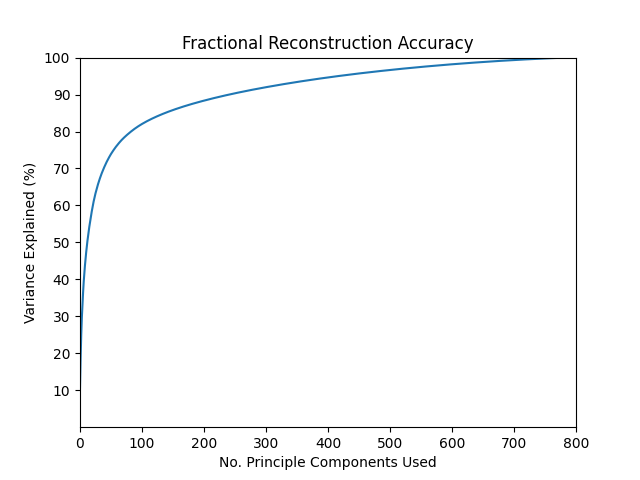 Fractional Reconstruction Accuracy
100
90
80
70
60
50
40
30
20
10
Variance Explained (%)
0 100 200 300 400 500 600 700 800
No. Principle Components Used